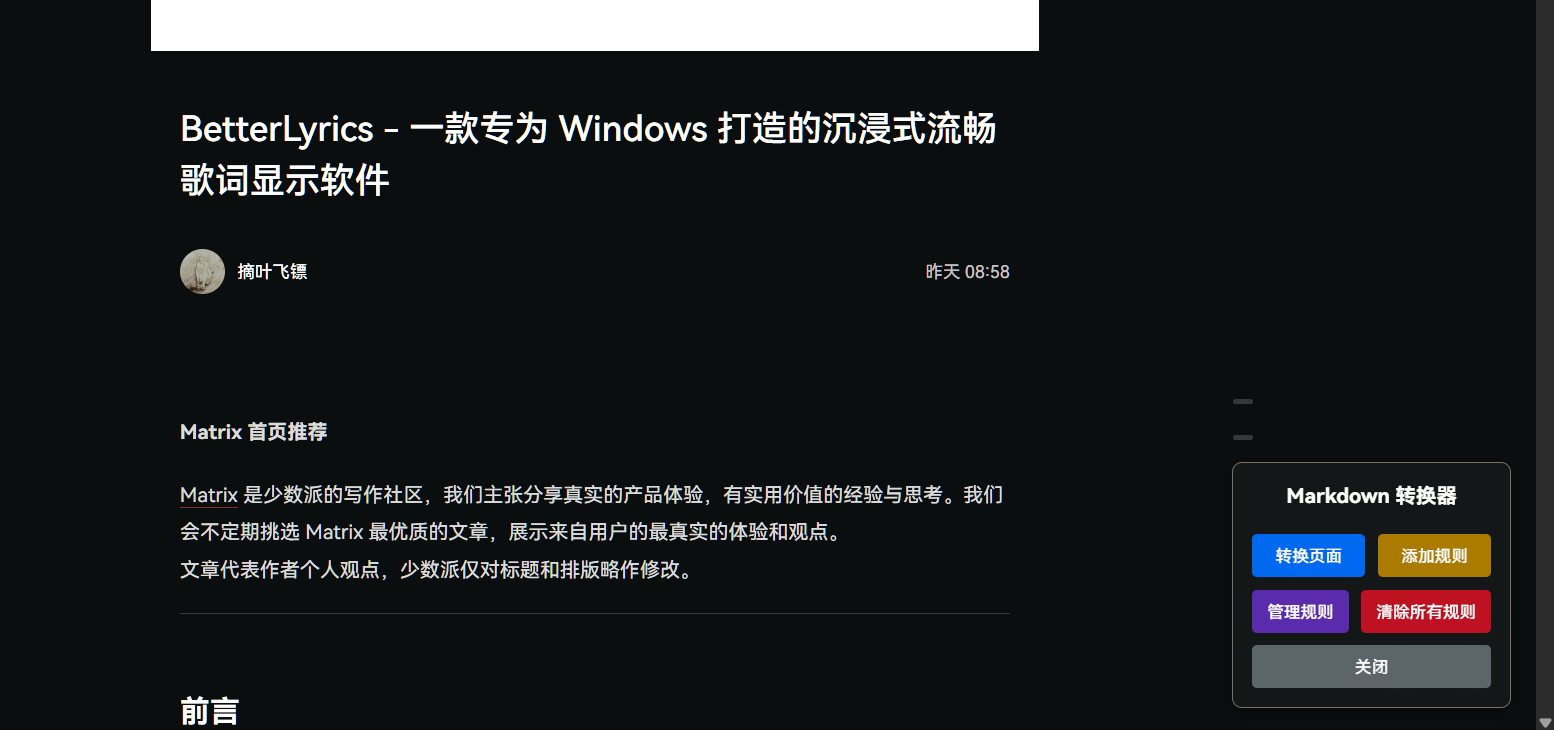 BetterLyrics - 一款专为 Windows 打造的沉浸式流畅
歌词显示软件
摘叶飞镖
昨天 08:58
Matrix 首页推荐
Matrix 是少数派的写作社区，我们主张分享真实的产品体验，有实用价值的经验与思考。我们
会不定期挑选 Matrix 最优质的文章，展示来自用户的最真实的体验和观点。
文章代表作者个人观点，少数派仅对标题和排版略作修改。
前言
Markdown 转换器
转换页面
添加规则
管理规则
清除所有规则
关闭